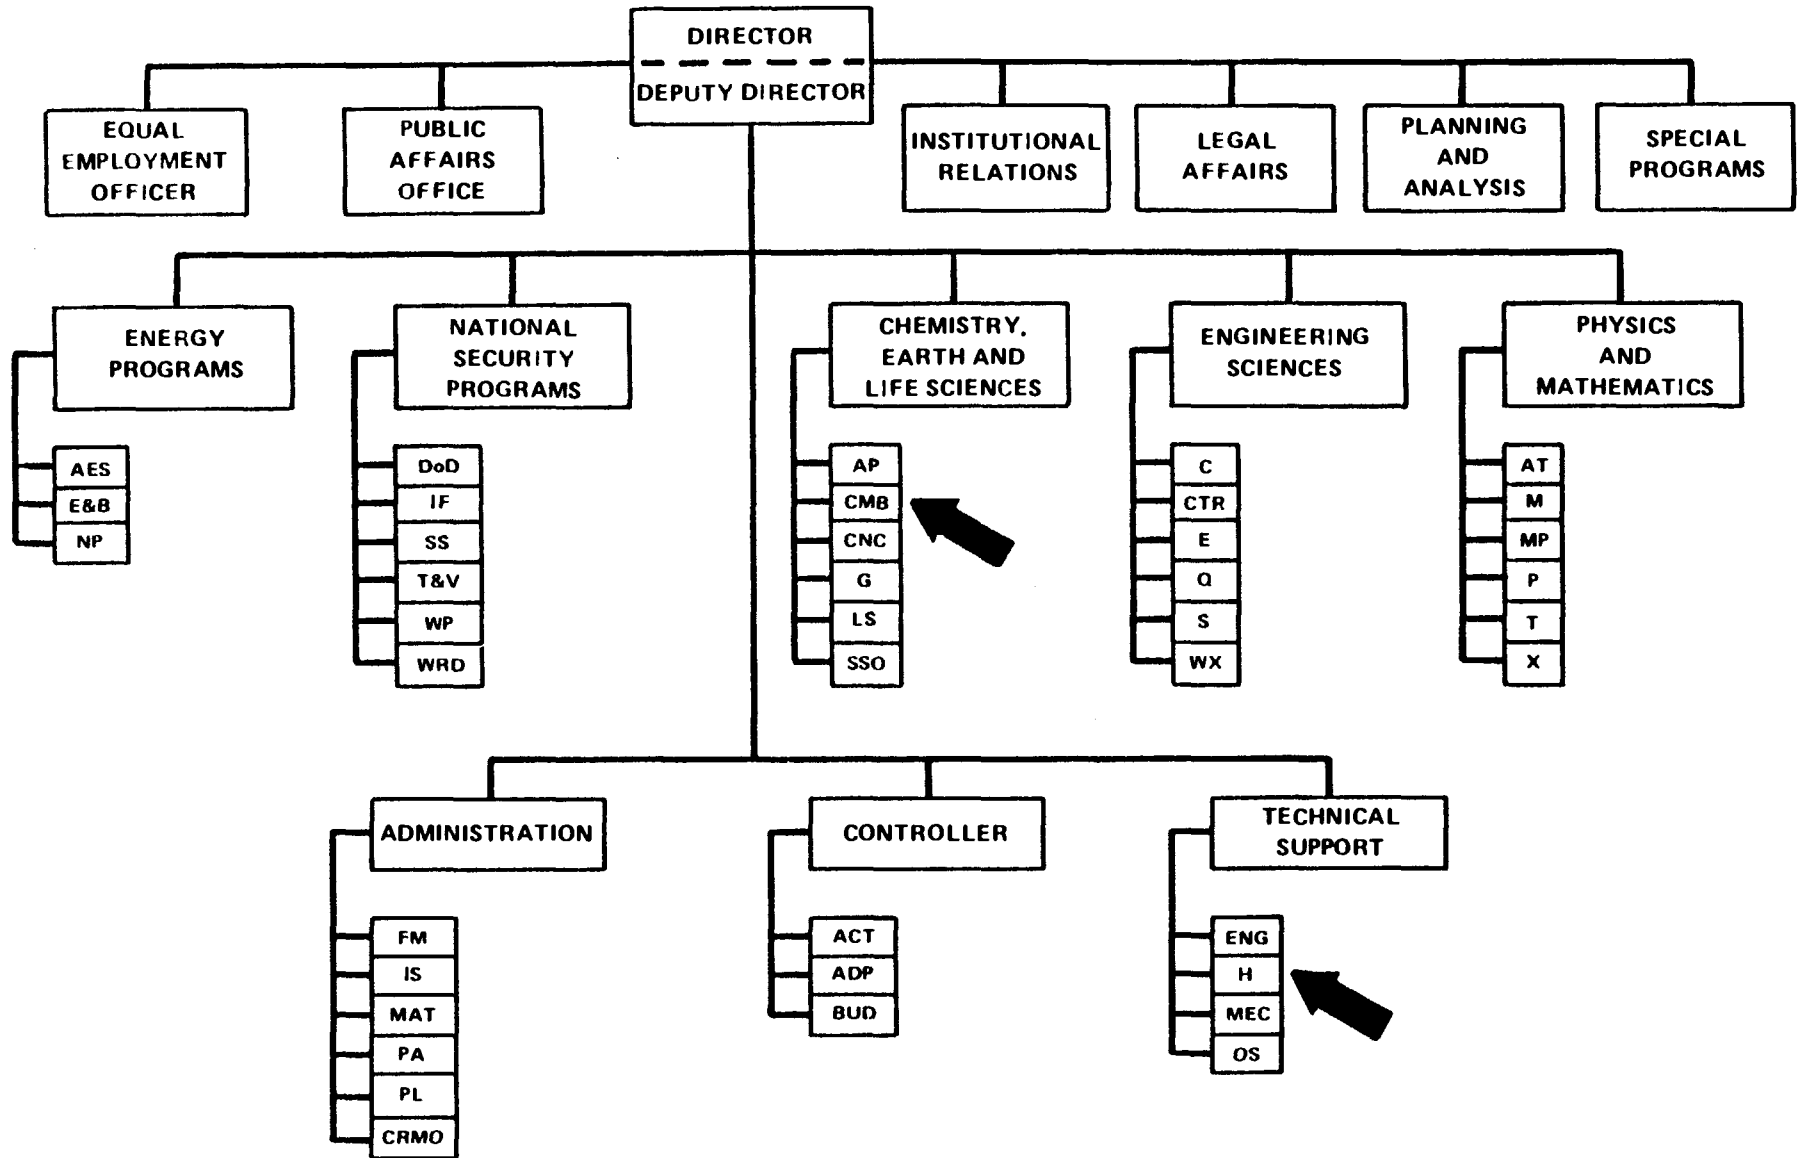 DIRECTOR
DEPUTY DIRECTOR
EQUAL
EMPLOYMENT
OFFICER
PUBLIC
AFFAIRS
OFFICE
INSTITUTIONAL
RELATIONS
LEGAL
AFFAIRS
PLANNING
AND
ANALYSIS
SPECIAL
PROGRAMS
ENERGY
PROGRAMS
AES
E&B
NP
NATIONAL
SECURITY
PROGRAMS
DoD
IF
SS
T&V
WP
WRD
CHEMISTRY.
EARTH AND
LIFE SCIENCES
AP
CMB
CNC
G
LS
SSO
ENGINEERING
SCIENCES
C
CTR
E
Q
S
WX
PHYSICS
AND
MATHEMATICS
AT
M
MP
P
T
X
ADMINISTRATION
FM
IS
MAT
PA
PL
CRMO
CONTROLLER
ACT
ADP
BUD
TECHNICAL
SUPPORT
ENG
H
MEC
OS